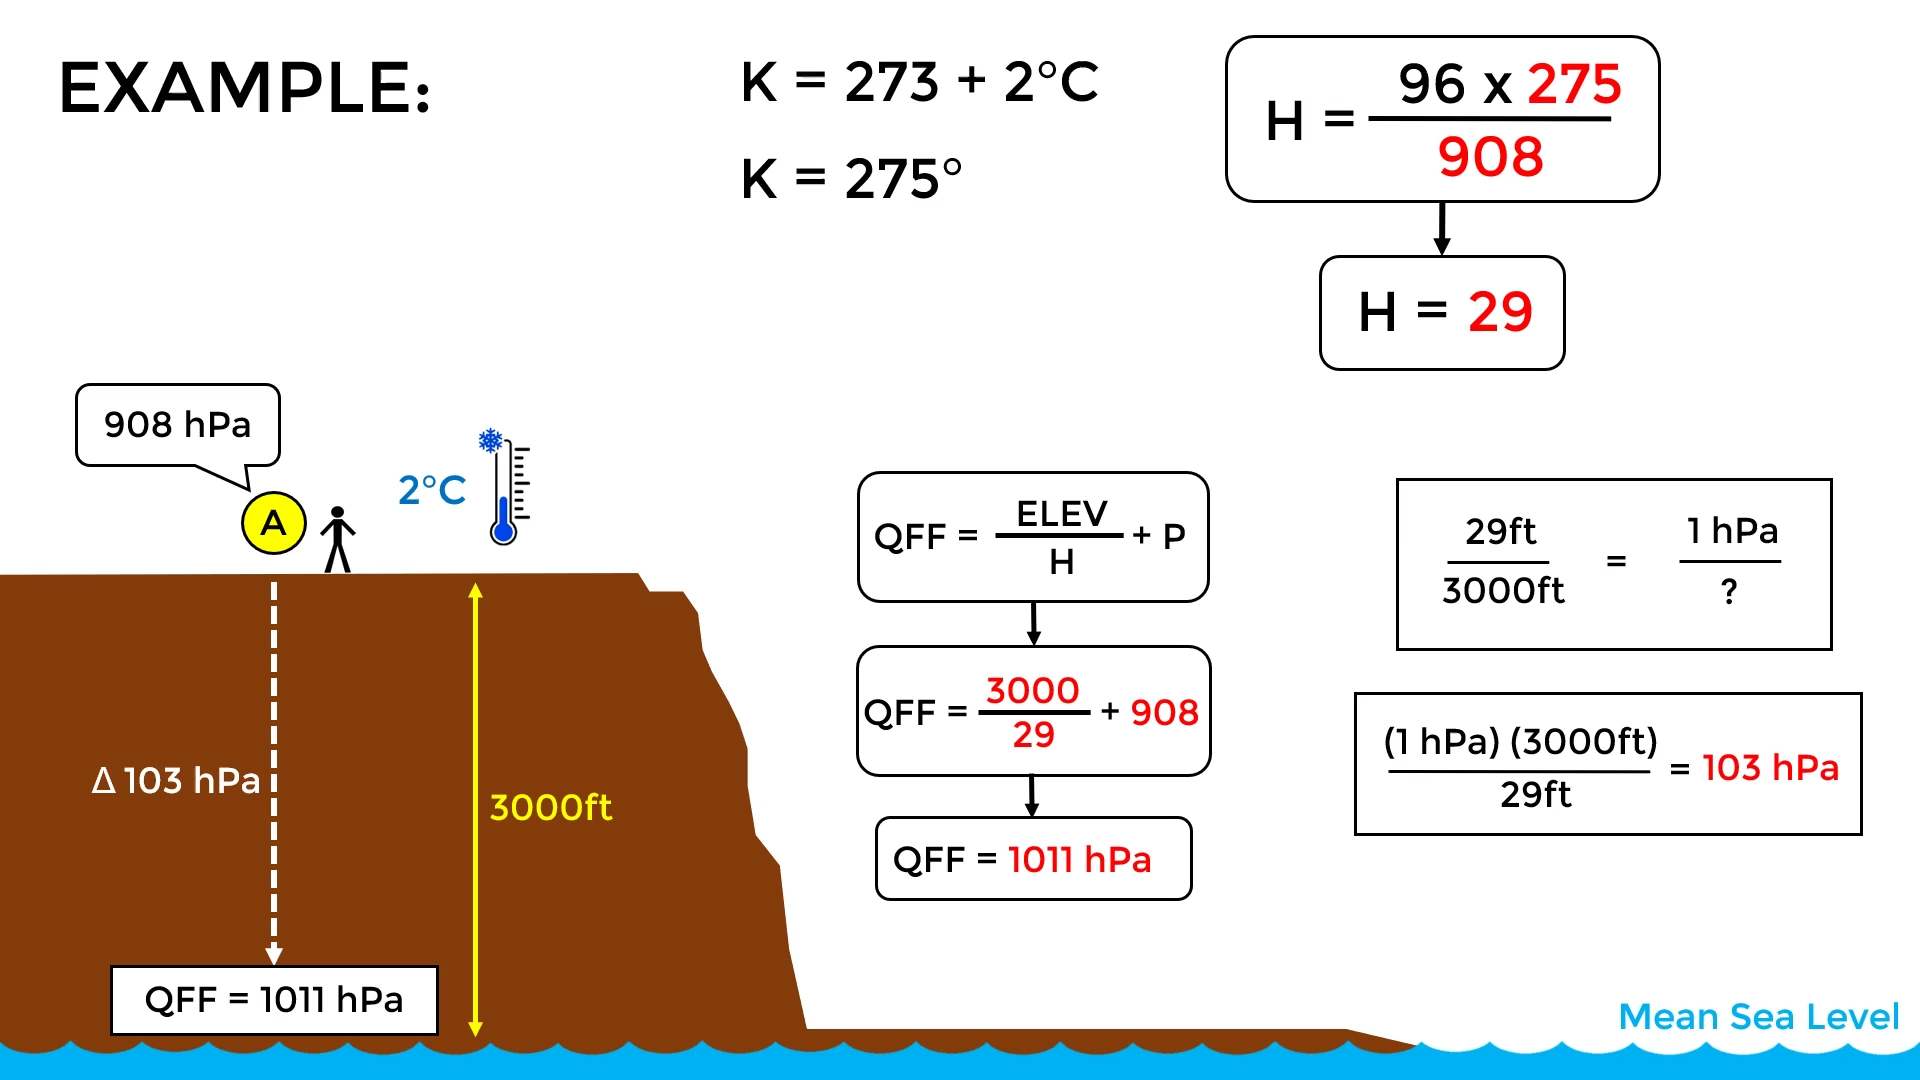 EXAMPLE:
K = 273 + 2°C
K = 275°
H = 96 x 275
908
H = 29
908 hPa
A
2°C
Δ 103 hPa
3000ft
QFF = 1011 hPa
QFF = ELEV + P
H
QFF = 3000 + 908
29
QFF = 1011 hPa
29ft = 1 hPa
3000ft ?
(1 hPa) (3000ft) = 103 hPa
29ft
Mean Sea Level